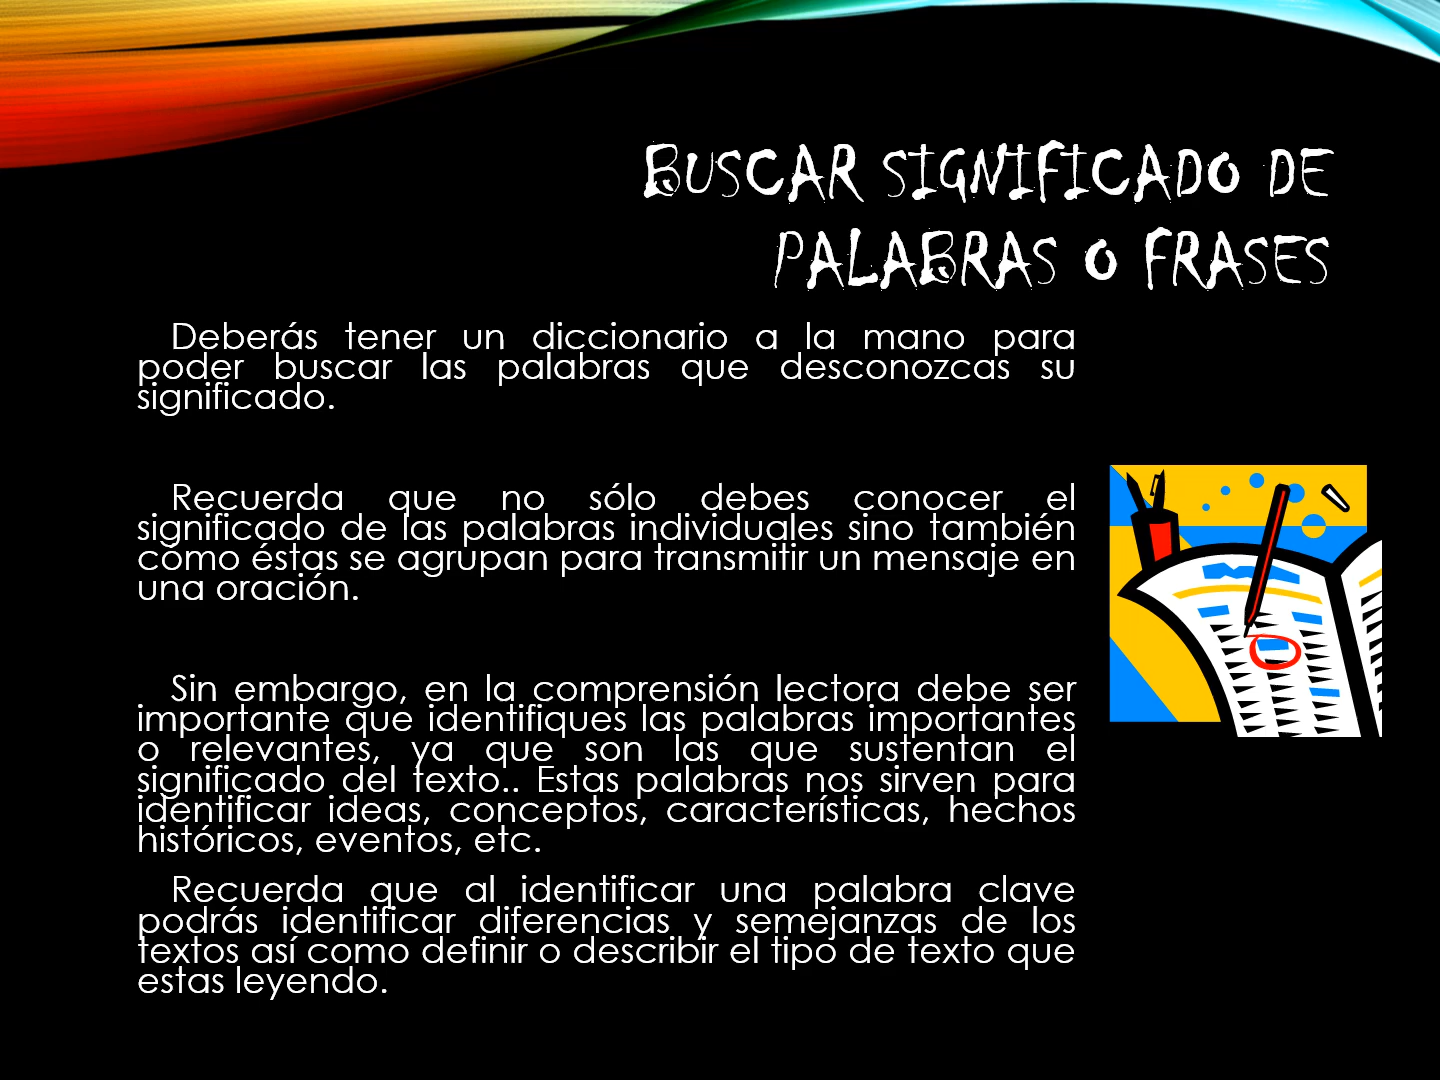 BUSCAR SIGNIFICADO DE
PALABRAS O FRASES
Deberás tener un diccionario a la mano para
poder buscar las palabras que desconozcas su
significado.
Recuerda que no sólo debes conocer el
significado de las palabras individuales sino también
cómo éstas se agrupan para transmitir un mensaje en
una oración.
Sin embargo, en la comprensión lectora debe ser
importante que identifiques las palabras importantes
o relevantes, ya que son las que sustentan el
significado del texto.. Estas palabras nos sirven para
identificar ideas, conceptos, características, hechos
históricos, eventos, etc.
Recuerda que al identificar una palabra clave
podrás identificar diferencias y semejanzas de los
textos así como definir o describir el tipo de texto que
estas leyendo.